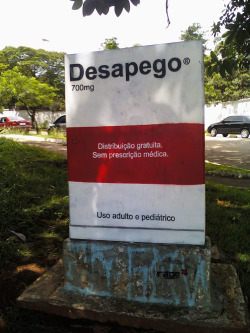 Desapego®
700mg
Distribuição gratuita.
Sem prescrição médica.
Uso adulto e pediátrico